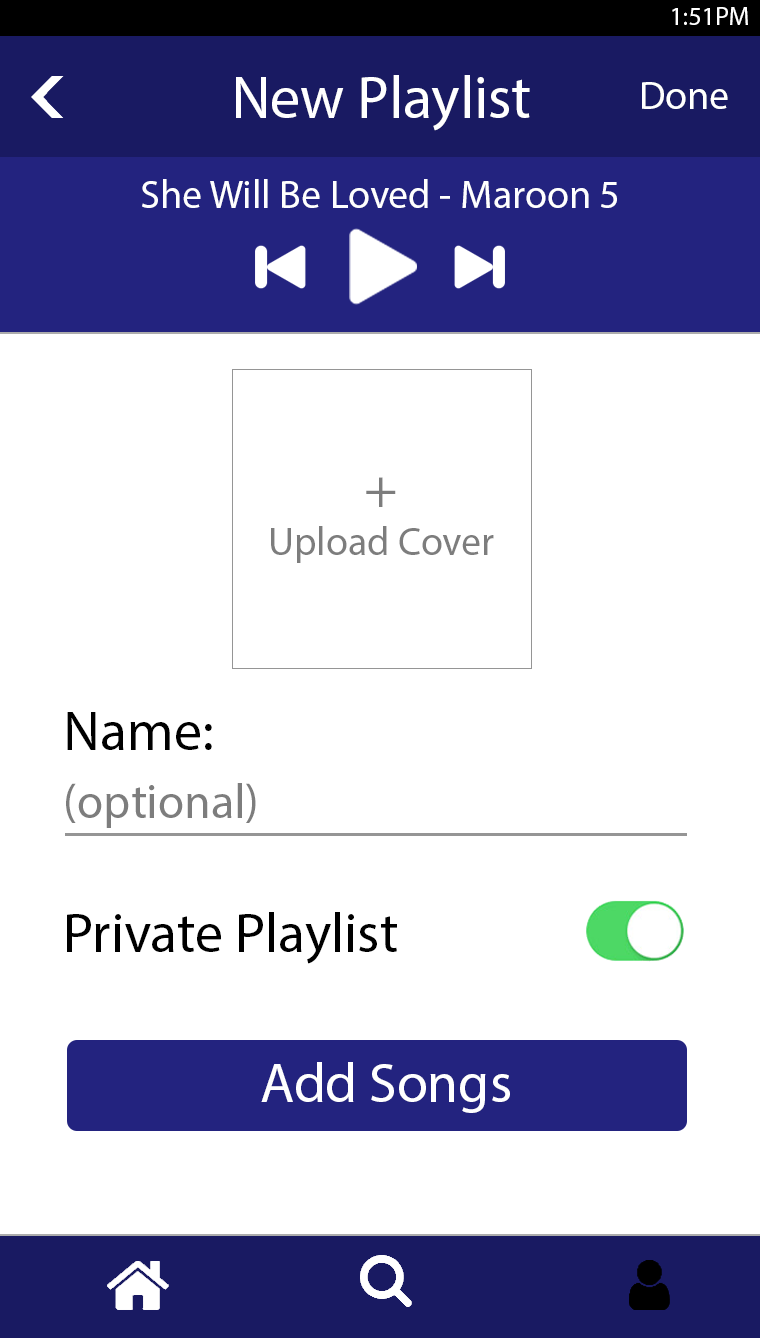 1:51PM
New Playlist Done
She Will Be Loved - Maroon 5
+
Upload Cover
Name:
(optional)
Private Playlist
Add Songs